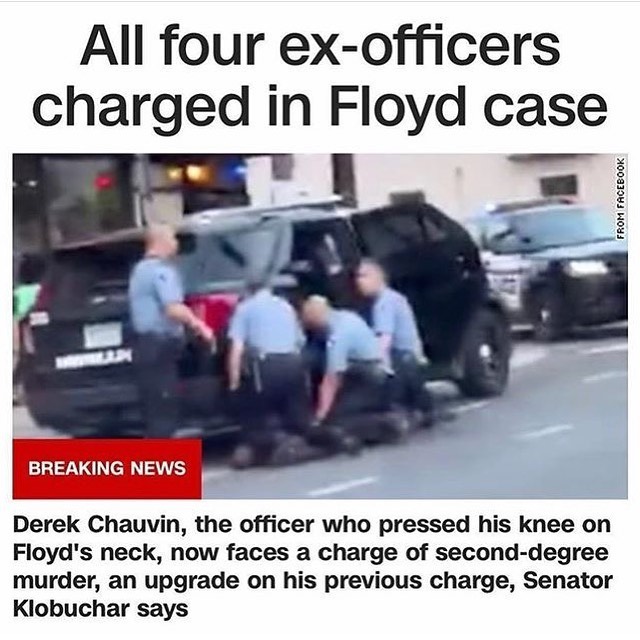 All four ex-officers
charged in Floyd case
FROM FACEBOOK
BREAKING NEWS
Derek Chauvin, the officer who pressed his knee on
Floyd's neck, now faces a charge of second-degree
murder, an upgrade on his previous charge, Senator
Klobuchar says